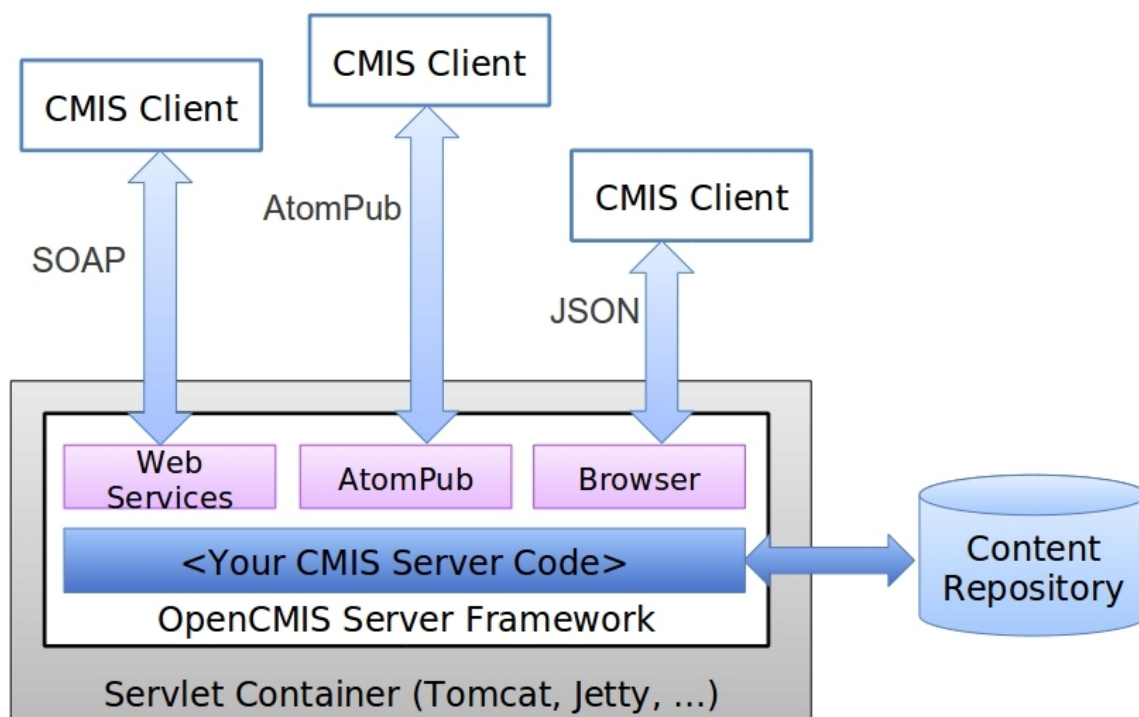 CMIS Client
CMIS Client
CMIS Client
AtomPub
SOAP
JSON
Web
Services
AtomPub
Browser
<Your CMIS Server Code>
OpenCMIS Server Framework
Content
Repository
Servlet Container (Tomcat, Jetty, ...)